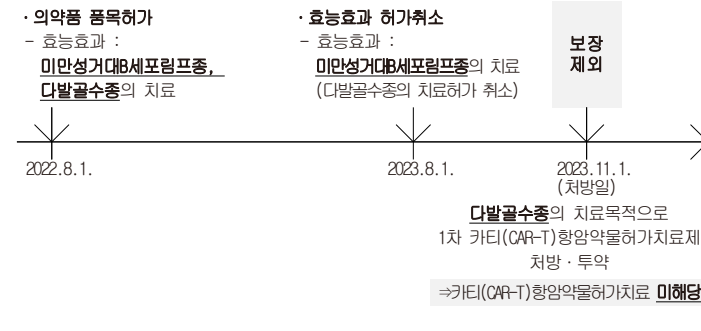 · 의약품 품목허가
– 효능효과 :
미만성거대B세포림프종,
다발골수종의 치료
· 효능효과 허가취소
– 효능효과 :
미만성거대B세포림프종의 치료
(다발골수종의 치료허가 취소)
보장
제외
2022.8.1.
2023.8.1.
2023.11.1.
(처방일)
다발골수종의 치료목적으로
1차 카티(CAR-T)항암약물허가치료제
처방 · 투약
⇒카티(CAR-T)항암약물허가치료 미해당